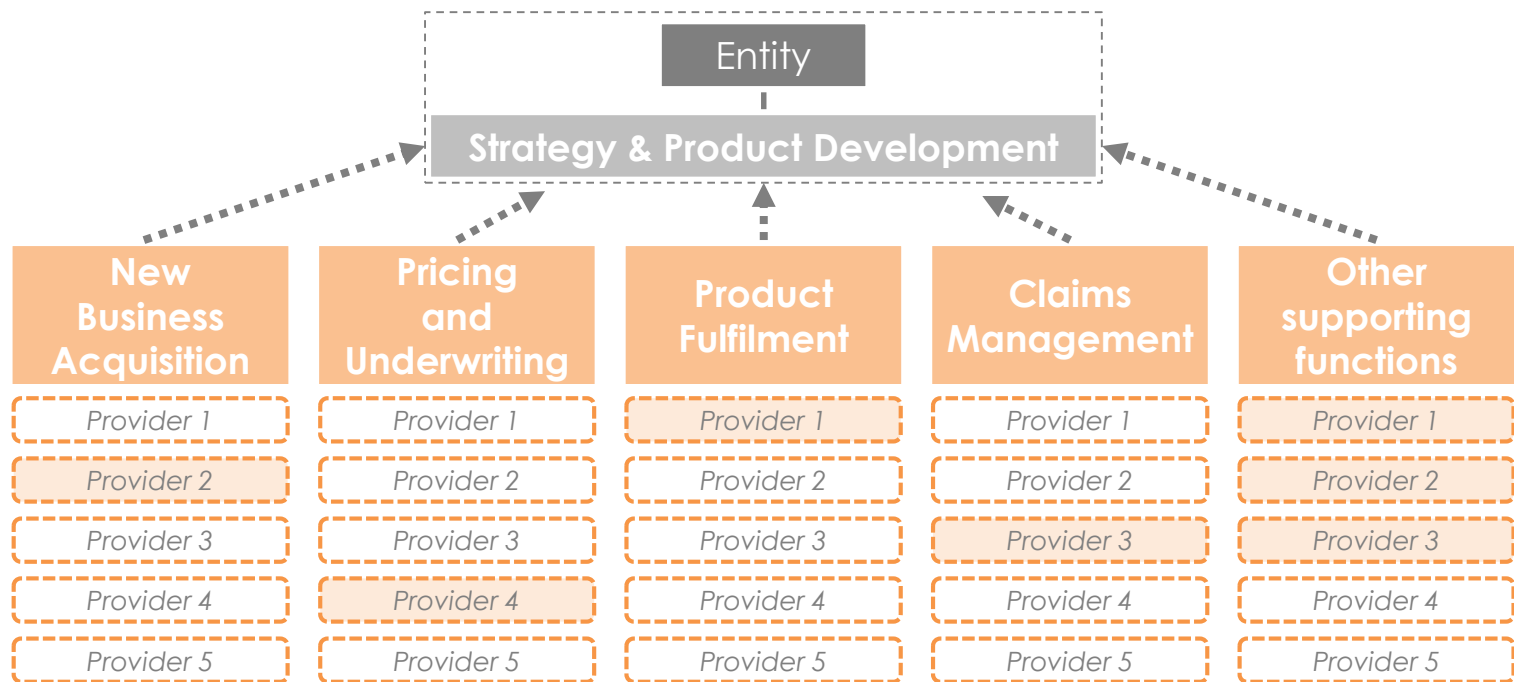 Entity
Strategy & Product Development
New
Business
Acquisition
Pricing
and
Underwriting
Product
Fulfilment
Claims
Management
Other
supporting
functions
Provider 1
Provider 1
Provider 1
Provider 1
Provider 1
Provider 2
Provider 2
Provider 2
Provider 2
Provider 2
Provider 3
Provider 3
Provider 3
Provider 3
Provider 3
Provider 4
Provider 4
Provider 4
Provider 4
Provider 4
Provider 5
Provider 5
Provider 5
Provider 5
Provider 5